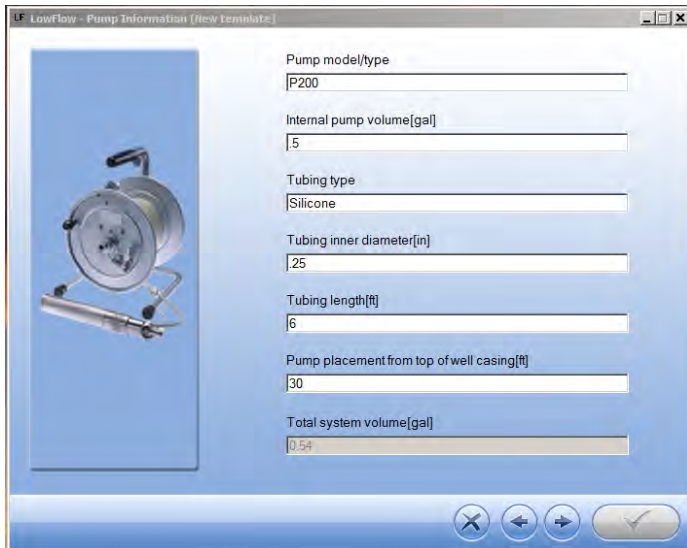 LF LowFlow - Pump Information [New template]
Pump model/type
P200
Internal pump volume[gal]
.5
Tubing type
Silicone
Tubing inner diameter[in]
.25
Tubing length[ft]
6
Pump placement from top of well casing[ft]
30
Total system volume[gal]
0.54